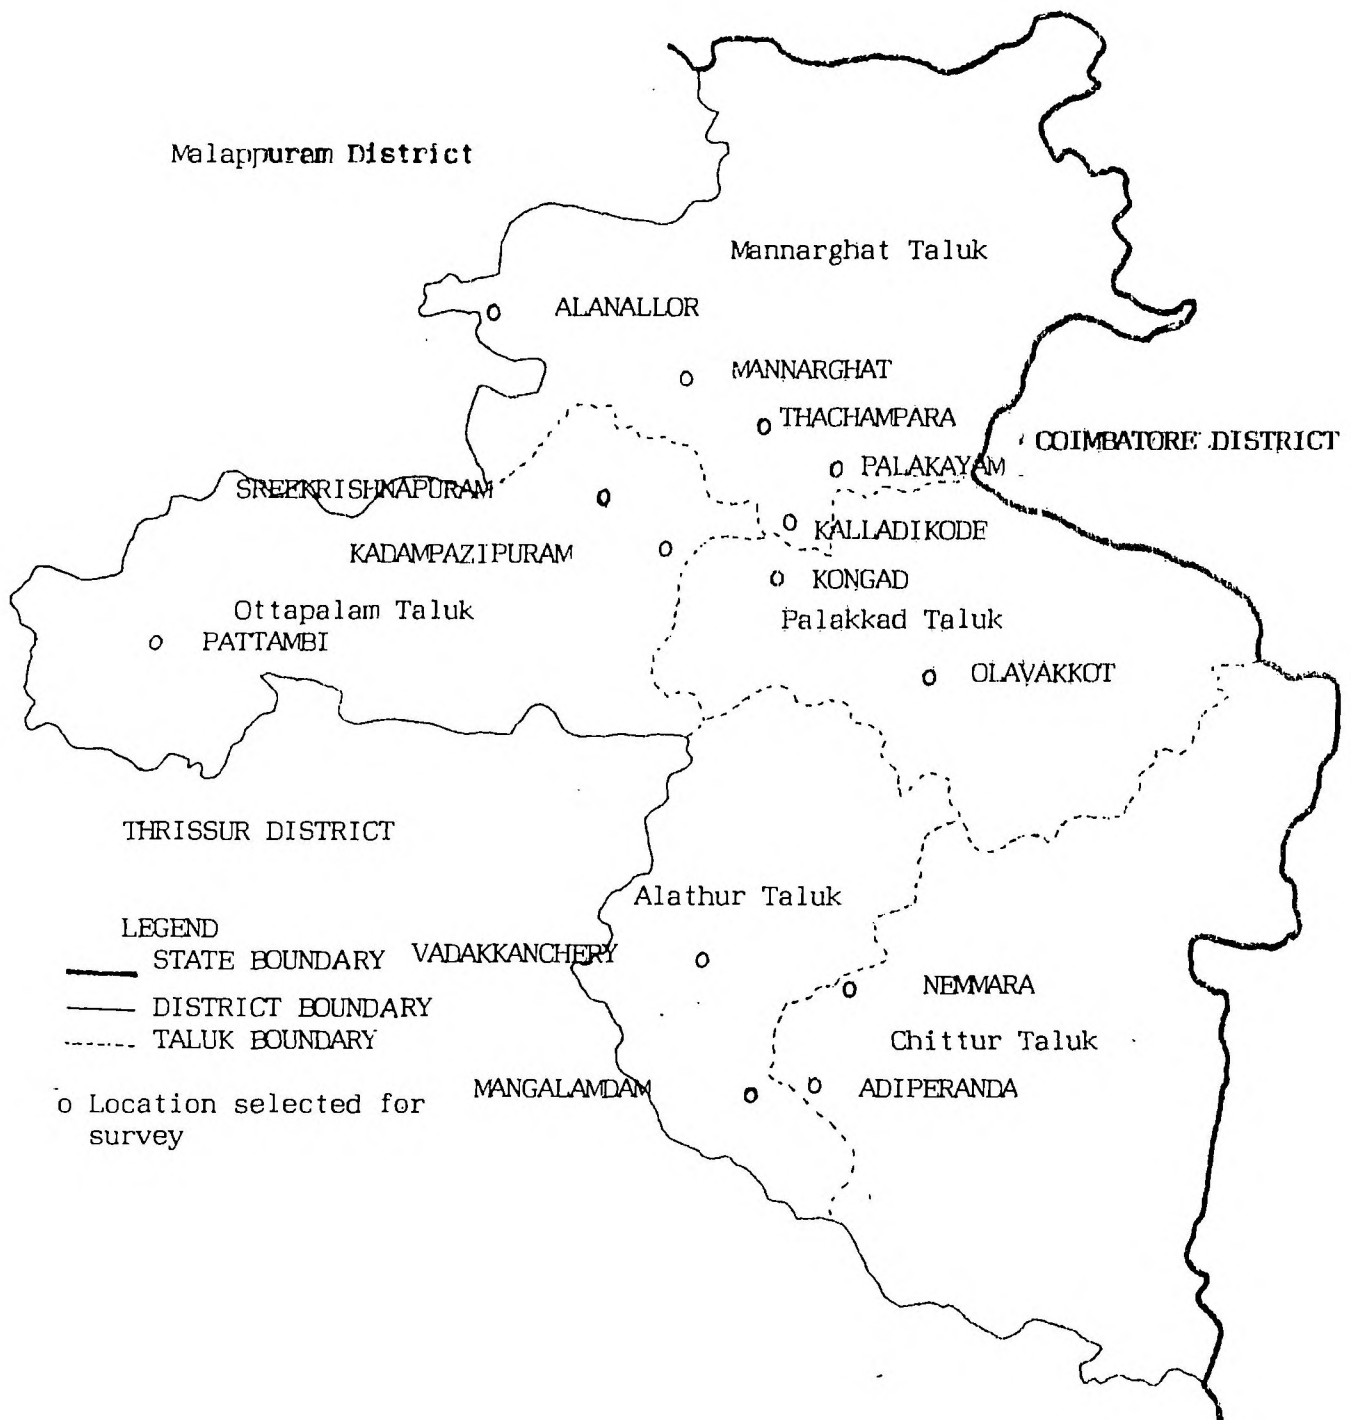 Malappuram District
Mannarghat Taluk
ALANALLOR
MANNARGHAT
THACHAMPARA
COIMBATORE DISTRICT
PALAKAYAM
SREEKRISHNAPURAM
KALLADIKODE
KADAMPAZIPURAM
KONGAD
Ottapalam Taluk
Palakkad Taluk
PATTAMBI
OLAVAKKOT
THRISSUR DISTRICT
Alathur Taluk
LEGEND
STATE BOUNDARY
VADAKKANCHERY
NEMMARA
DISTRICT BOUNDARY
TALUK BOUNDARY
Chittur Taluk
MANGALAMDAM
ADIPERANDA
o Location selected for
survey